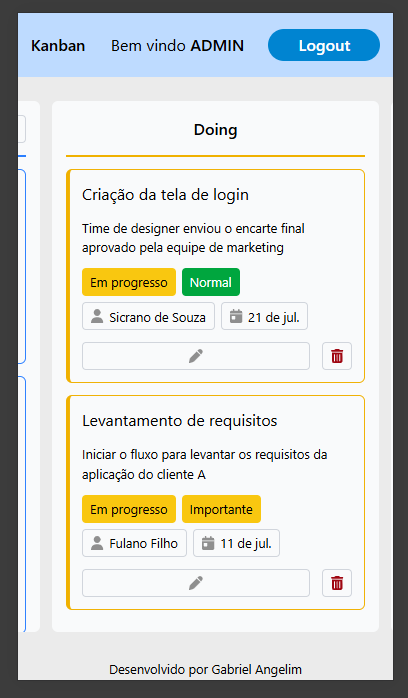 Kanban Bem vindo ADMIN Logout
Doing
Criação da tela de login
Time de designer enviou o encarte final
aprovado pela equipe de marketing
Em progresso Normal
Sicrano de Souza 21 de jul.
Levantamento de requisitos
Iniciar o fluxo para levantar os requisitos da
aplicação do cliente A
Em progresso Importante
Fulano Filho 11 de jul.
Desenvolvido por Gabriel Angelim